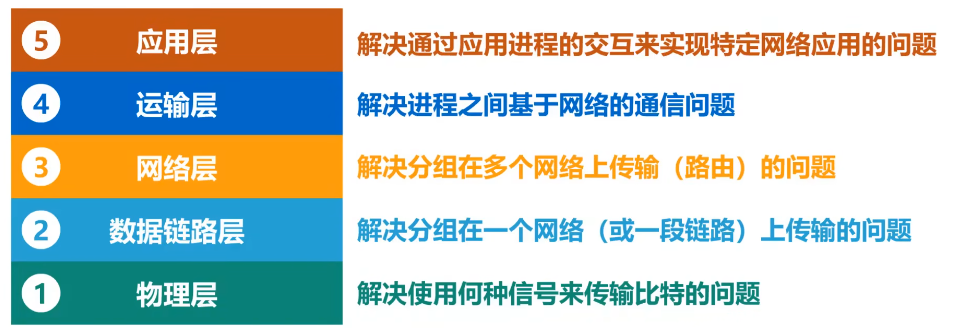 5 应用层 解决通过应用进程的交互来实现特定网络应用的问题
4 运输层 解决进程之间基于网络的通信问题
3 网络层 解决分组在多个网络上传输（路由）的问题
2 数据链路层 解决分组在一个网络（或一段链路）上传输的问题
1 物理层 解决使用何种信号来传输比特的问题